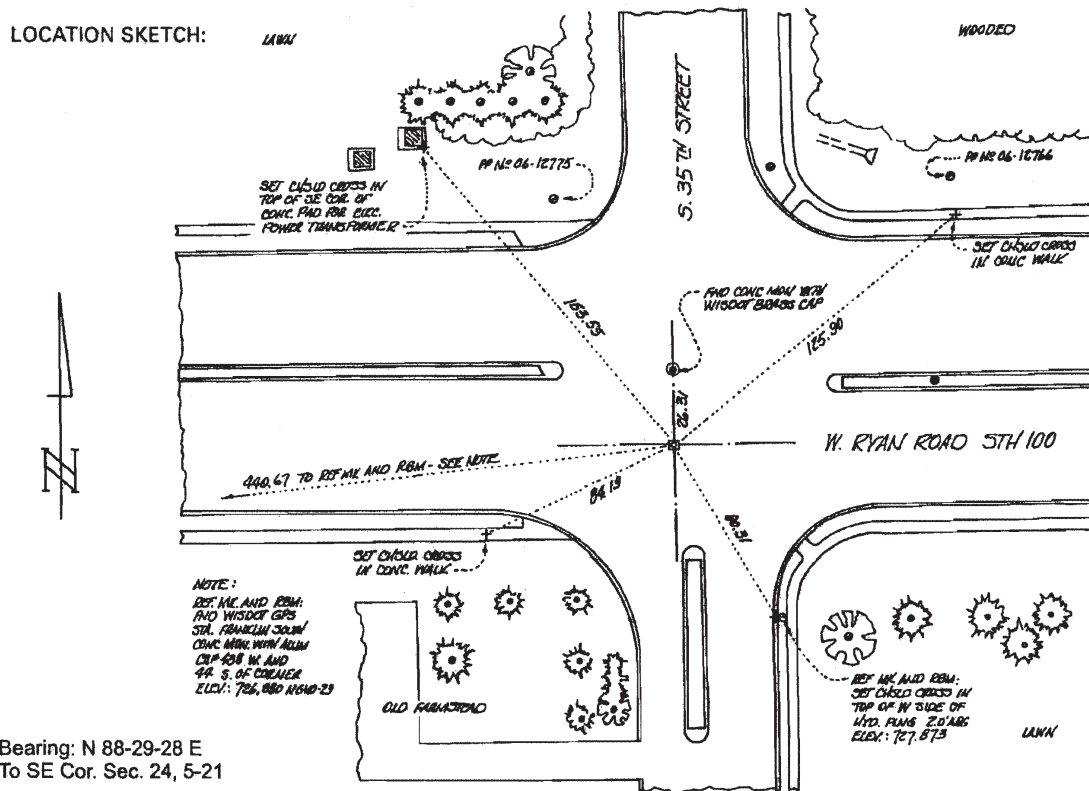 LOCATION SKETCH:
LAWN
WOODED
S. 35TH STREET
PP Nº 06-12775
PP Nº 06-12766
SET CHSLD CROSS IN
TOP OF SE COR. OF
CONC. PAD FOR ELEC.
POWER TRANSFORMER
SET CHSLD CROSS
IN CONC WALK
FND CONC MON WITH
WISDOT BRASS CAP
153.55
125.90
26.31
W. RYAN ROAD STH 100
440.67 TO REF MK AND RBM - SEE NOTE
84.19
SET CHSLD CROSS
IN CONC. WALK
N
NOTE:
REF. MK. AND RBM:
FND WISDOT GPS
STA. FRANKLIN
CONC MON. WITH ALUM
CAP 438 W. AND
44 S. OF CORNER
ELEV.: 726.880 NGVD-29
OLD FARMSTEAD
REF MK AND RBM:
SET CHSLD CROSS IN
TOP OF W SIDE OF
HYD. FLNG 2.0' ABG
ELEV.: 727.873
LAWN
Bearing: N 88-29-28 E
To SE Cor. Sec. 24, 5-21